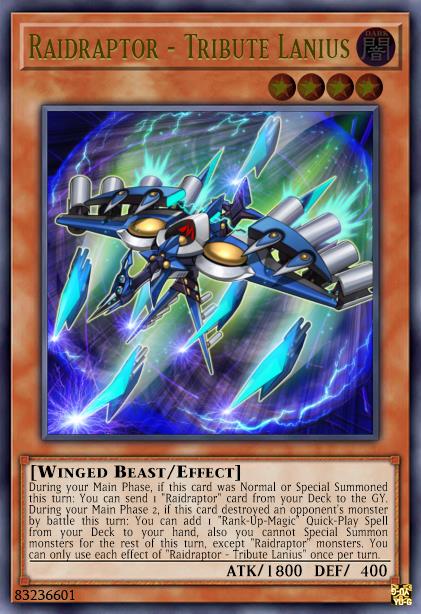 Raidraptor - Tribute Lanius
DARK
闇
[Winged Beast/Effect]
During your Main Phase, if this card was Normal or Special Summoned
this turn: You can send 1 "Raidraptor" card from your Deck to the GY.
During your Main Phase 2, if this card destroyed an opponent's monster
by battle this turn: You can add 1 "Rank-Up-Magic" Quick-Play Spell
from your Deck to your hand, also you cannot Special Summon
monsters for the rest of this turn, except "Raidraptor" monsters. You
can only use each effect of "Raidraptor - Tribute Lanius" once per turn.
ATK/1800 DEF/ 400
83236601